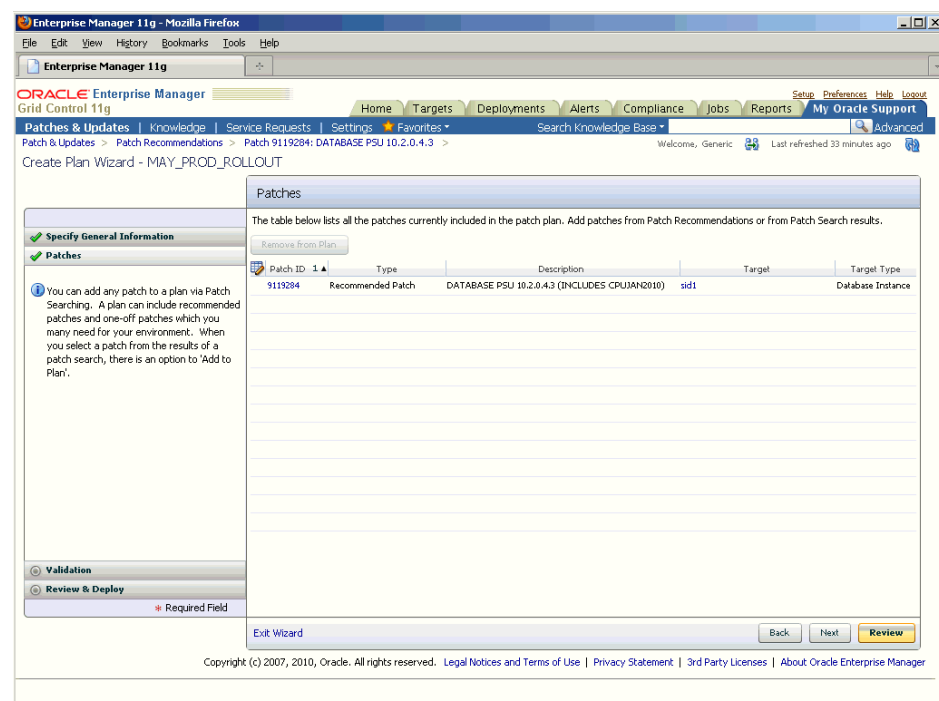 Enterprise Manager 11g - Mozilla Firefox
File Edit View History Bookmarks Tools Help
Enterprise Manager 11g
ORACLE Enterprise Manager
Grid Control 11g
Setup Preferences Help Logout
Home Targets Deployments Alerts Compliance Jobs Reports My Oracle Support
Patches & Updates | Knowledge | Service Requests | Settings Favorites Search Knowledge Base Advanced
Patch & Updates > Patch Recommendations > Patch 9119284: DATABASE PSU 10.2.0.4.3 > Welcome, Generic Last refreshed 33 minutes ago
Create Plan Wizard - MAY_PROD_ROLLOUT
Patches
The table below lists all the patches currently included in the patch plan. Add patches from Patch Recommendations or from Patch Search results.
Specify General Information
Patches
Remove from Plan
Patch ID 1 Type Description Target Target Type
9119284 Recommended Patch DATABASE PSU 10.2.0.4.3 (INCLUDES CPUJAN2010) sid1 Database Instance
You can add any patch to a plan via Patch
Searching. A plan can include recommended
patches and one-off patches which you
many need for your environment. When
you select a patch from the results of a
patch search, there is an option to 'Add to
Plan'.
Validation
Review & Deploy
* Required Field
Exit Wizard Back Next Review
Copyright (c) 2007, 2010, Oracle. All rights reserved. Legal Notices and Terms of Use | Privacy Statement | 3rd Party Licenses | About Oracle Enterprise Manager